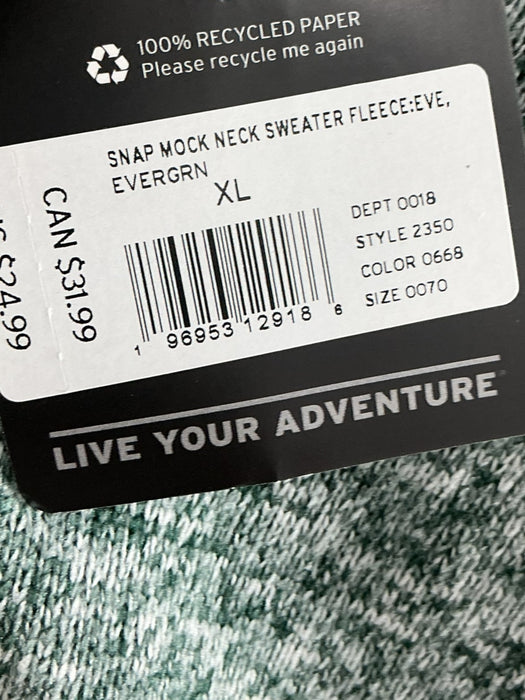 100% RECYCLED PAPER
Please recycle me again
SNAP MOCK NECK SWEATER FLEECE:EVE,
EVERGRN
XL
DEPT 0018
STYLE 2350
COLOR 0668
SIZE 0070
1 96953 12918 6
CAN $31.99
$24.99
LIVE YOUR ADVENTURE